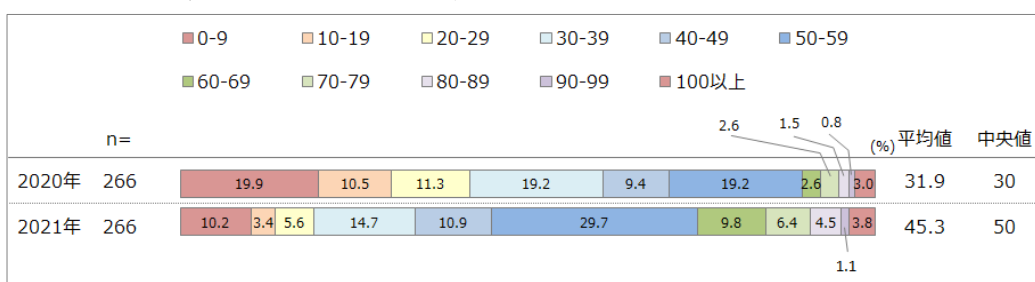 0-9 10-19 20-29 30-39 40-49 50-59
60-69 70-79 80-89 90-99 100以上
2.6 1.5 0.8
n= (%) 平均値 中央値
2020年 266 19.9 10.5 11.3 19.2 9.4 19.2 2.6 3.0 31.9 30
2021年 266 10.2 3.4 5.6 14.7 10.9 29.7 9.8 6.4 4.5 3.8 45.3 50
1.1